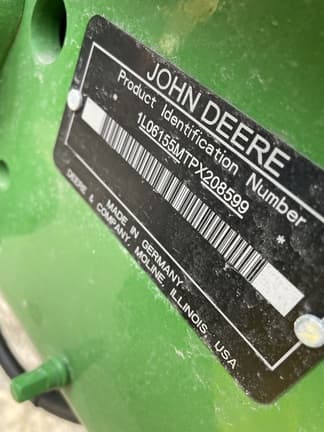 JOHN DEERE
Product Identification Number
1L06155MTPX208599
*
MADE IN GERMANY
DEERE & COMPANY, MOLINE, ILLINOIS, USA